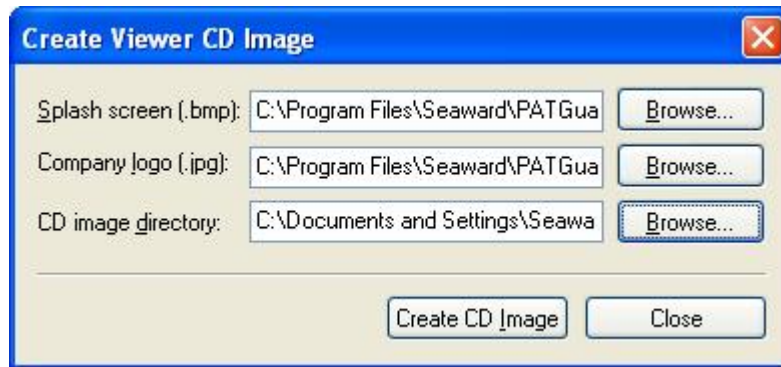 Create Viewer CD Image
Splash screen (.bmp): C:\Program Files\Seaward\PATGua Browse...
Company logo (.jpg): C:\Program Files\Seaward\PATGua Browse...
CD image directory: C:\Documents and Settings\Seawa Browse...
Create CD Image Close